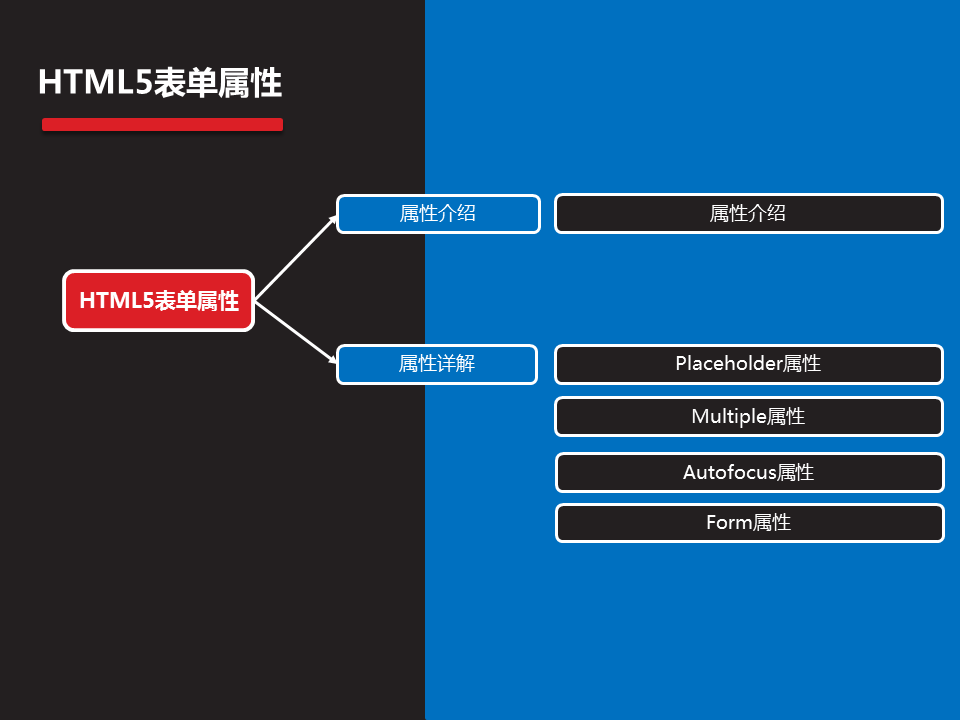 HTML5表单属性
HTML5表单属性
属性介绍
属性介绍
属性详解
Placeholder属性
Multiple属性
Autofocus属性
Form属性